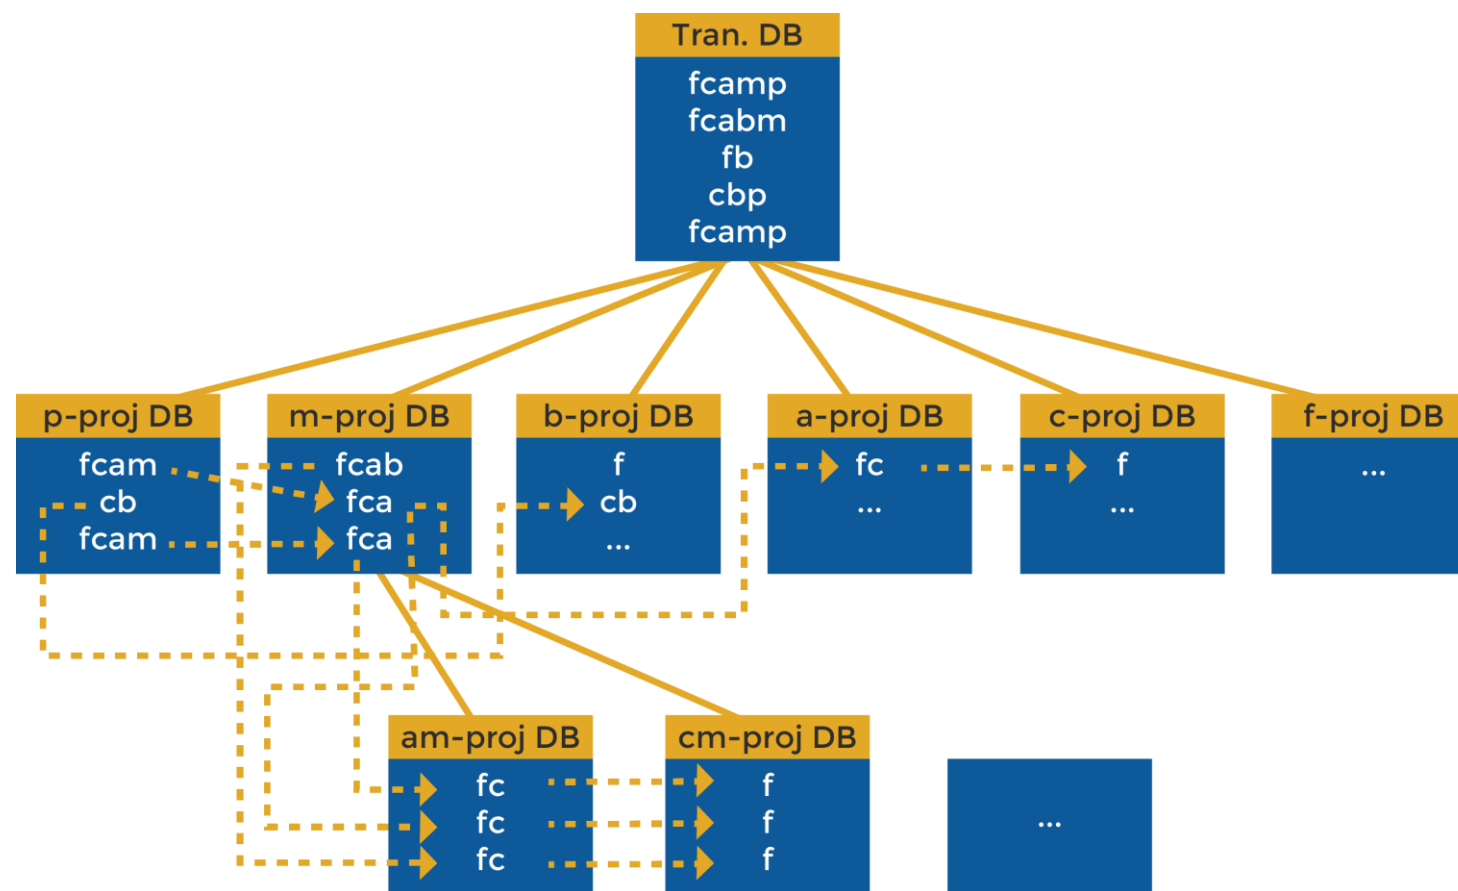 Tran. DB
fcamp
fcabm
fb
cbp
fcamp
p-proj DB
fcam
cb
fcam
m-proj DB
fcab
fca
fca
b-proj DB
f
cb
...
a-proj DB
fc
...
c-proj DB
f
...
f-proj DB
...
am-proj DB
fc
fc
fc
cm-proj DB
f
f
f
...